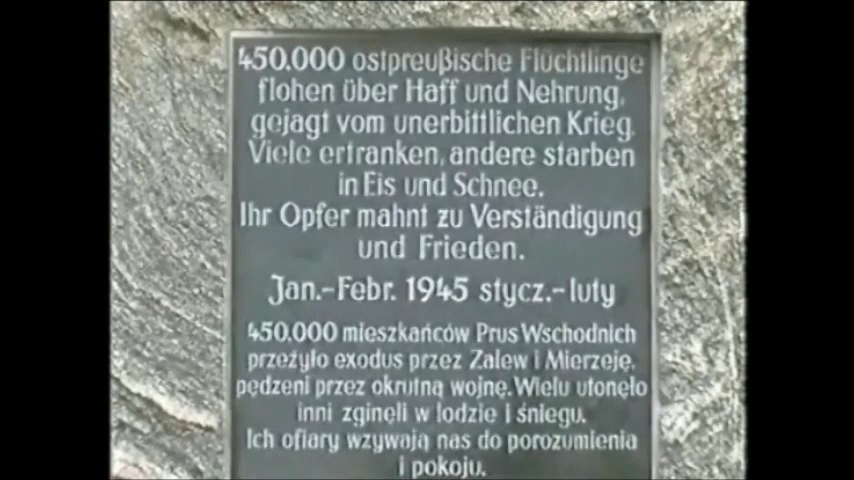 450.000 ostpreußische Flüchtlinge
flohen über Haff und Nehrung,
gejagt vom unerbittlichen Krieg.
Viele ertranken, andere starben
in Eis und Schnee.
Ihr Opfer mahnt zu Verständigung
und Frieden.
Jan.-Febr. 1945 stycz.-luty
450.000 mieszkańców Prus Wschodnich
przeżyło exodus przez Zalew i Mierzeję,
pędzeni przez okrutną wojnę. Wielu utonęło
inni zginęli w lodzie i śniegu.
Ich ofiary wzywają nas do porozumienia
i pokoju.